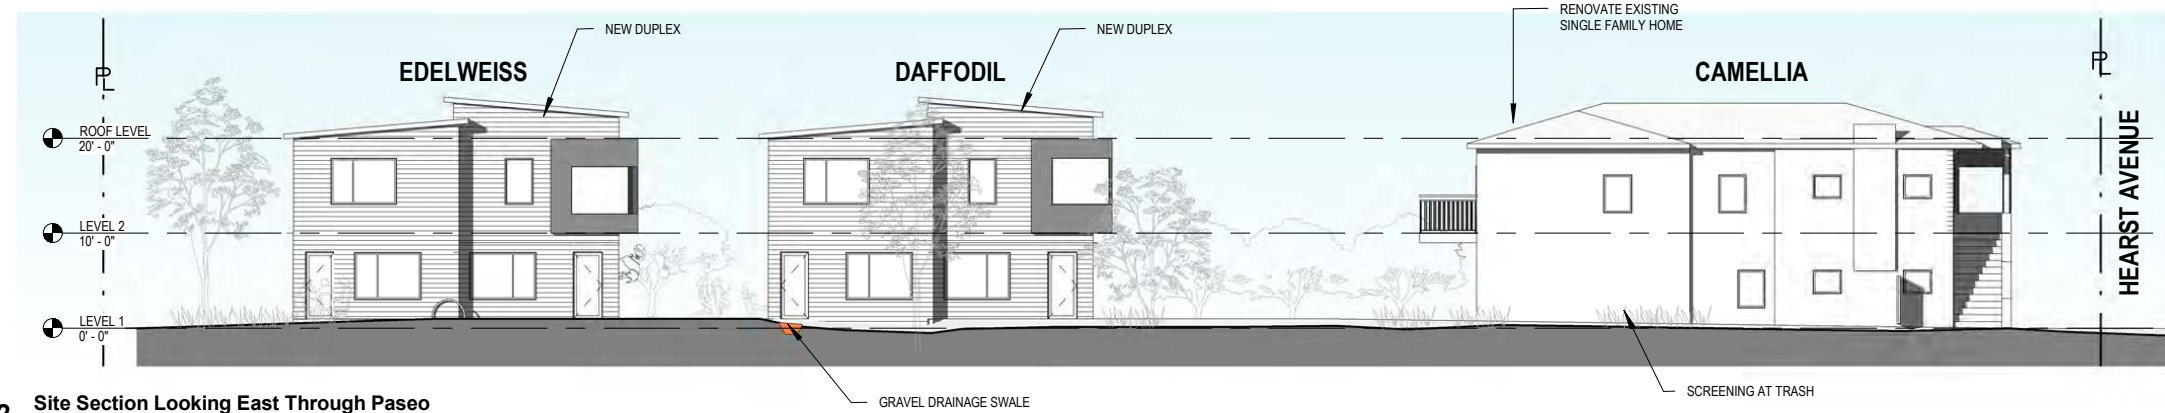 RENOVATE EXISTING
SINGLE FAMILY HOME
NEW DUPLEX
NEW DUPLEX
EDELWEISS
DAFFODIL
CAMELLIA
PL
PL
ROOF LEVEL
20' - 0"
LEVEL 2
10' - 0"
LEVEL 1
0' - 0"
HEARST AVENUE
SCREENING AT TRASH
GRAVEL DRAINAGE SWALE
Site Section Looking East Through Paseo